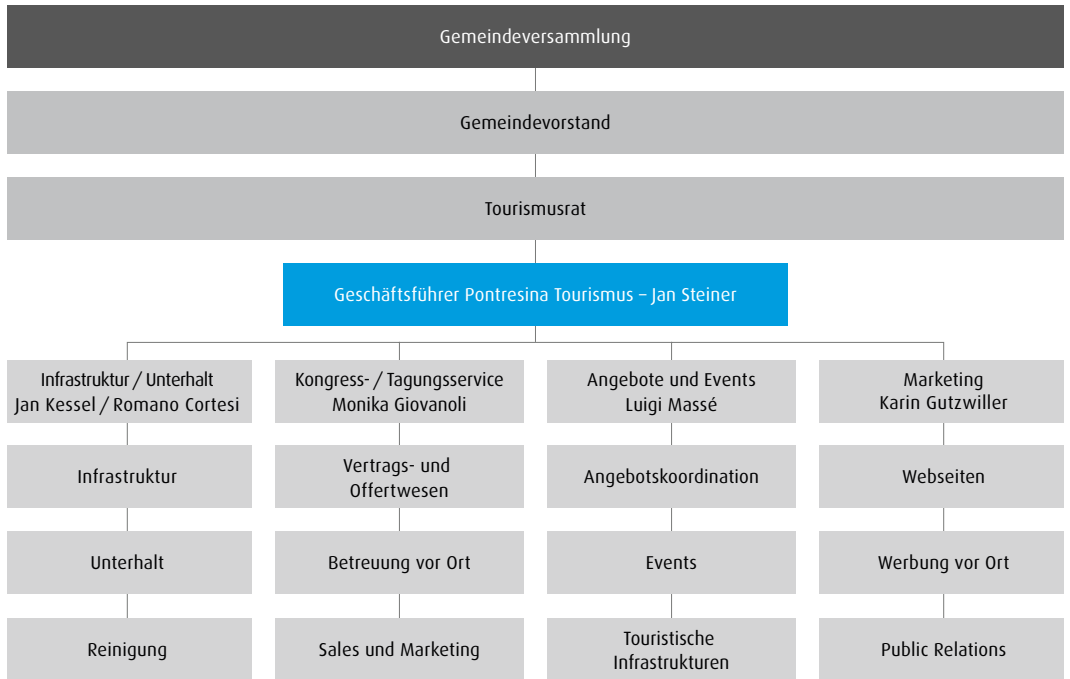 Gemeindeversammlung
Gemeindevorstand
Tourismusrat
Geschäftsführer Pontresina Tourismus – Jan Steiner
Infrastruktur / Unterhalt
Jan Kessel / Romano Cortesi
Kongress- / Tagungsservice
Monika Giovanoli
Angebote und Events
Luigi Massé
Marketing
Karin Gutzwiller
Infrastruktur
Vertrags- und
Offertwesen
Angebotskoordination
Webseiten
Unterhalt
Betreuung vor Ort
Events
Werbung vor Ort
Reinigung
Sales und Marketing
Touristische
Infrastrukturen
Public Relations